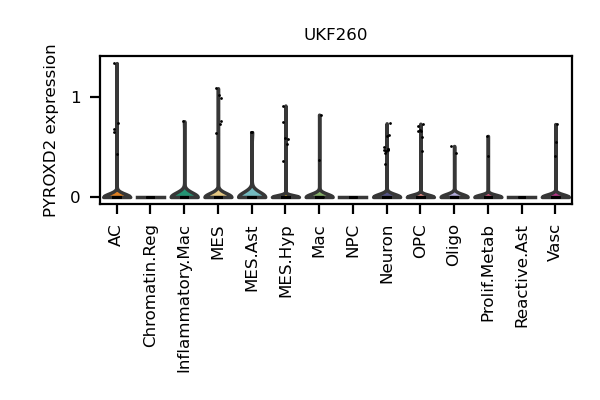 UKF260
PYROXD2 expression
1
0
AC
Chromatin.Reg
Inflammatory.Mac
MES
MES.Ast
MES.Hyp
Mac
NPC
Neuron
OPC
Oligo
Prolif.Metab
Reactive.Ast
Vasc